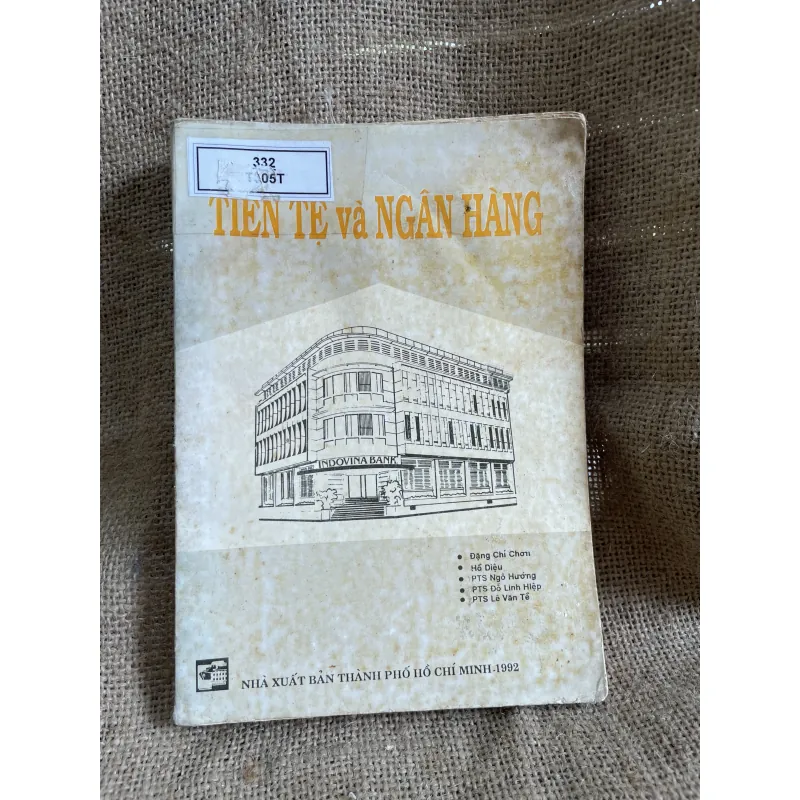 332
T305T
TIỀN TỆ và NGÂN HÀNG
INDOVINA BANK
• Đặng Chí Chơn
• Hồ Diệu
• PTS Ngô Hướng
• PTS Đỗ Linh Hiệp
• PTS Lê Văn Tề
NHÀ XUẤT BẢN THÀNH PHỐ HỒ CHÍ MINH-1992